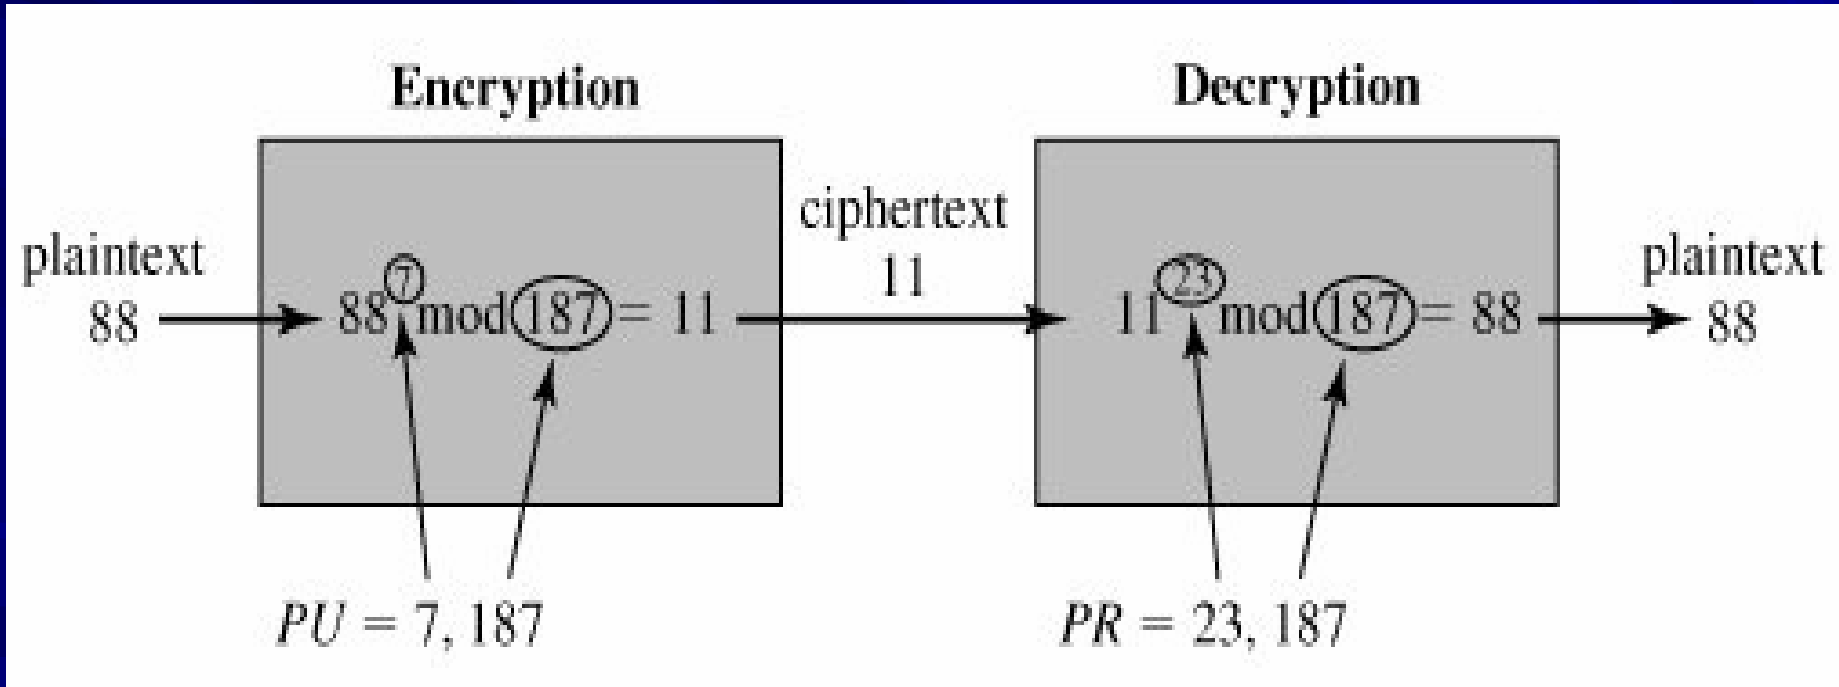 Encryption
Decryption
plaintext
88
88^7 mod 187 = 11
ciphertext
11
11^23 mod 187 = 88
plaintext
88
PU = 7, 187
PR = 23, 187